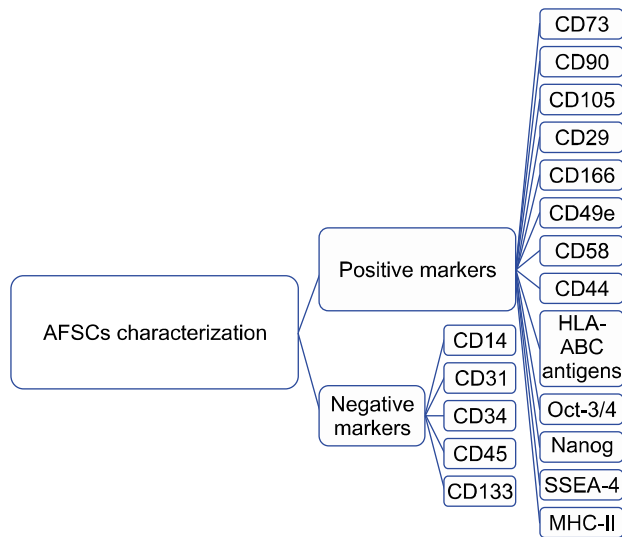 AFSCs characterization
Positive markers
CD73
CD90
CD105
CD29
CD166
CD49e
CD58
CD44
HLA-
ABC
antigens
Oct-3/4
Nanog
SSEA-4
MHC-II
Negative
markers
CD14
CD31
CD34
CD45
CD133